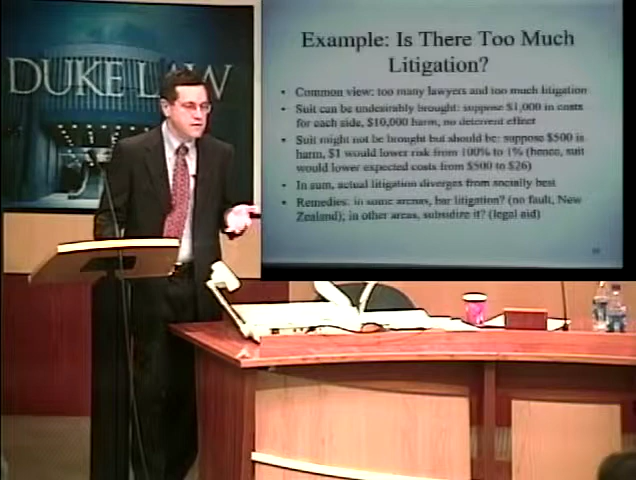 DUKE LAW
Example: Is There Too Much
Litigation?
• Common view: too many lawyers and too much litigation
• Suit can be undesirably brought: suppose $1,000 in costs
for each side, $10,000 harm, no deterrent effect
• Suit might not be brought but should be: suppose $500 is
harm, $1 would lower risk from 100% to 1% (hence, suit
would lower expected costs from $500 to $26)
• In sum, actual litigation diverges from socially best
• Remedies: in some arenas, bar litigation? (no fault, New
Zealand); in other areas, subsidize it? (legal aid)